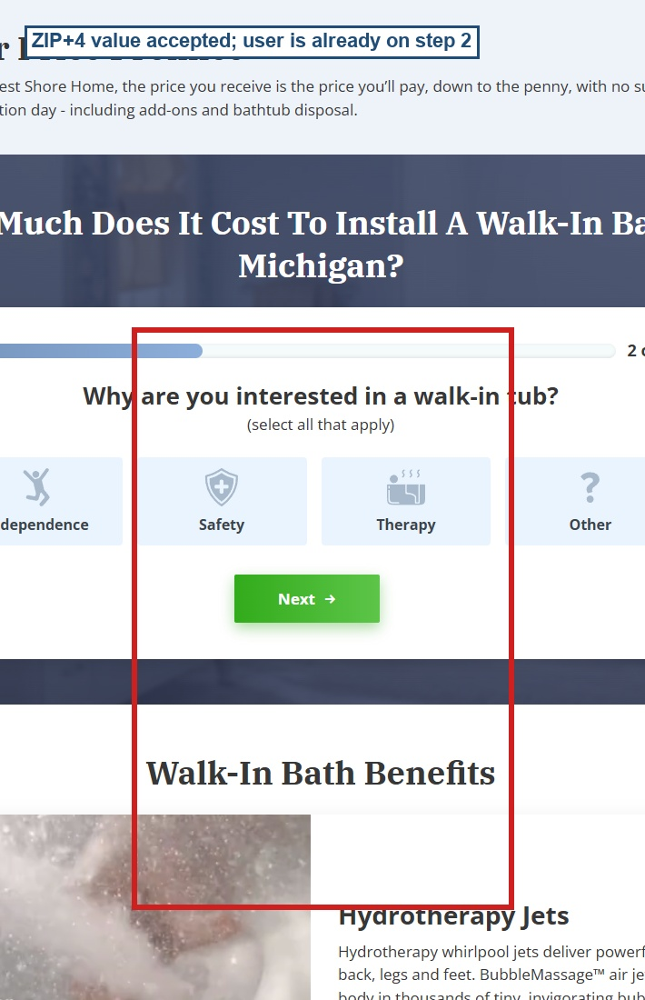 ZIP+4 value accepted; user is already on step 2
est Shore Home, the price you receive is the price you’ll pay, down to the penny, with no su
tion day - including add-ons and bathtub disposal.
Much Does It Cost To Install A Walk-In Ba
Michigan?
2 o
Why are you interested in a walk-in tub?
(select all that apply)
dependence
Safety
Therapy
Other
Next →
Walk-In Bath Benefits
Hydrotherapy Jets
Hydrotherapy whirlpool jets deliver powerf
back, legs and feet. BubbleMassage™ air je
body in thousands of tiny, invigorating bub